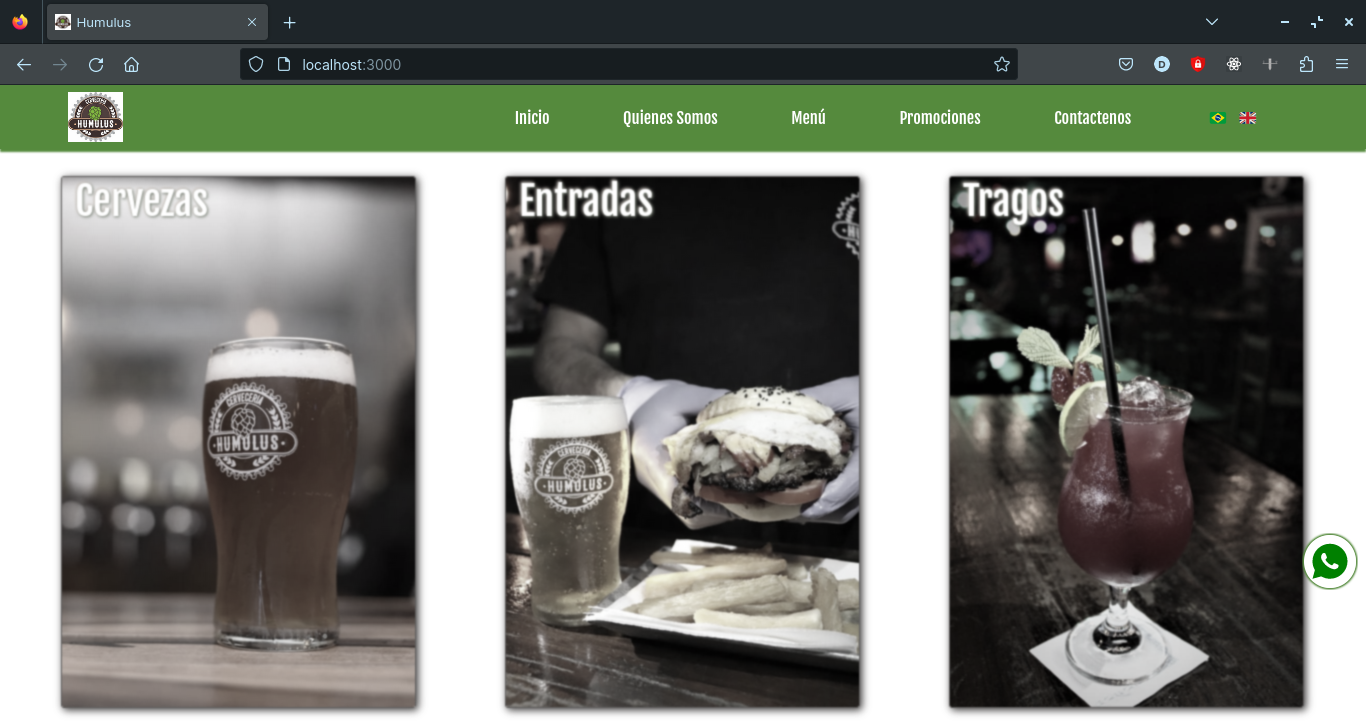 Humulus
localhost:3000
CERVECERIA
HUMULUS
Inicio
Quienes Somos
Menú
Promociones
Contactenos
Cervezas
Entradas
Tragos
CERVECERIA
·HUMULUS·
CERVECERIA
·HUMULUS·